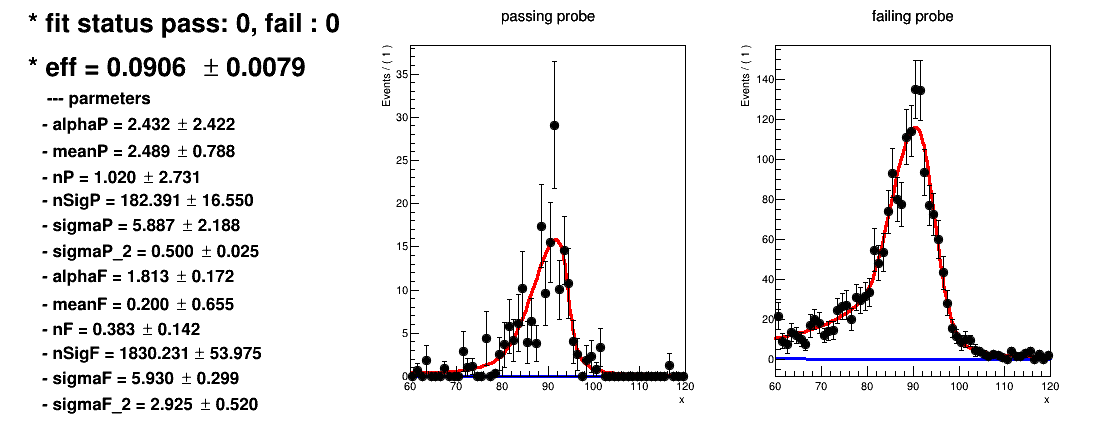 * fit status pass: 0, fail : 0
* eff = 0.0906 ± 0.0079
--- parmeters
- alphaP = 2.432 ± 2.422
- meanP = 2.489 ± 0.788
- nP = 1.020 ± 2.731
- nSigP = 182.391 ± 16.550
- sigmaP = 5.887 ± 2.188
- sigmaP_2 = 0.500 ± 0.025
- alphaF = 1.813 ± 0.172
- meanF = 0.200 ± 0.655
- nF = 0.383 ± 0.142
- nSigF = 1830.231 ± 53.975
- sigmaF = 5.930 ± 0.299
- sigmaF_2 = 2.925 ± 0.520
passing probe
Events / ( 1 )
35
30
25
20
15
10
5
0
60 70 80 90 100 110 120
x
failing probe
Events / ( 1 )
140
120
100
80
60
40
20
0
60 70 80 90 100 110 120
x